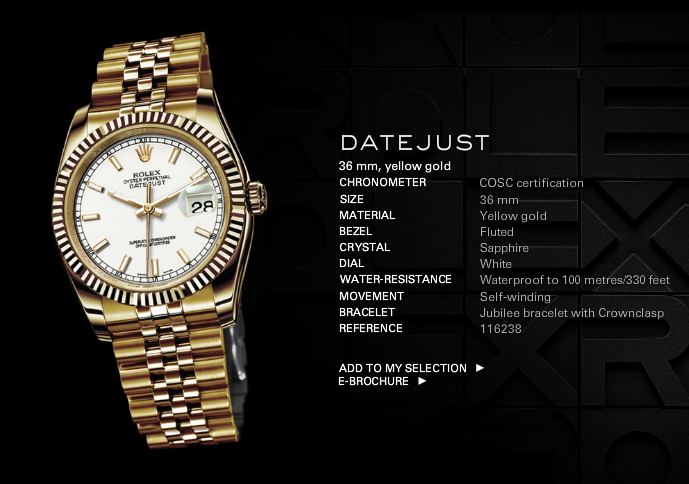 ROLEX
OYSTER PERPETUAL
DATEJUST
28
SUPERLATIVE CHRONOMETER
OFFICIALLY CERTIFIED
DATEJUST
36 mm, yellow gold
CHRONOMETER COSC certification
SIZE 36 mm
MATERIAL Yellow gold
BEZEL Fluted
CRYSTAL Sapphire
DIAL White
WATER-RESISTANCE Waterproof to 100 metres/330 feet
MOVEMENT Self-winding
BRACELET Jubilee bracelet with Crownclasp
REFERENCE 116238
ADD TO MY SELECTION
E-BROCHURE